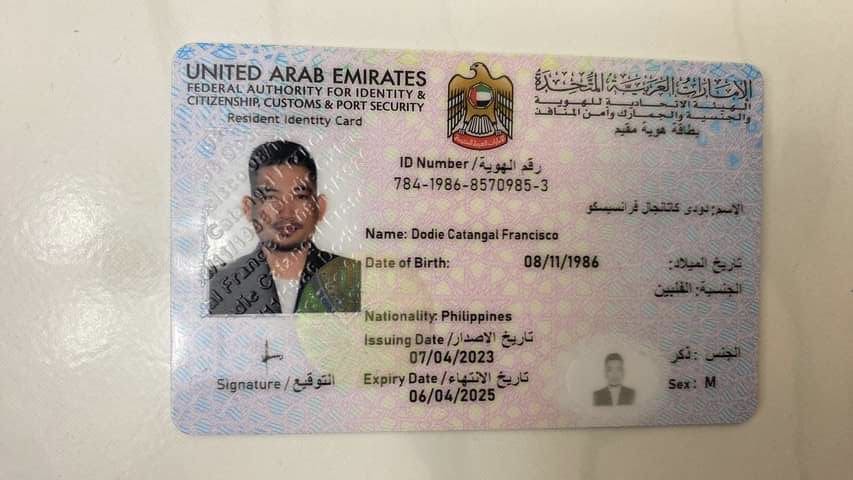 UNITED ARAB EMIRATES
FEDERAL AUTHORITY FOR IDENTITY &
CITIZENSHIP, CUSTOMS & PORT SECURITY
Resident Identity Card
الإمارات العربية المتحدة
الهيئة الاتحادية للهوية
والجنسية والجمارك وأمن المنافذ
بطاقة هوية مقيم
ID Number / رقم الهوية
784-1986-8570985-3
الاسم: دودى كاتانجال فرانسيسكو
Name: Dodie Catangal Francisco
Date of Birth: 08/11/1986 تاريخ الميلاد:
الجنسية: الفلبين
Nationality: Philippines
Issuing Date / تاريخ الاصدار
07/04/2023
الجنس: ذكر
Expiry Date / تاريخ الانتهاء
06/04/2025
Sex: M
Signature / التوقيع